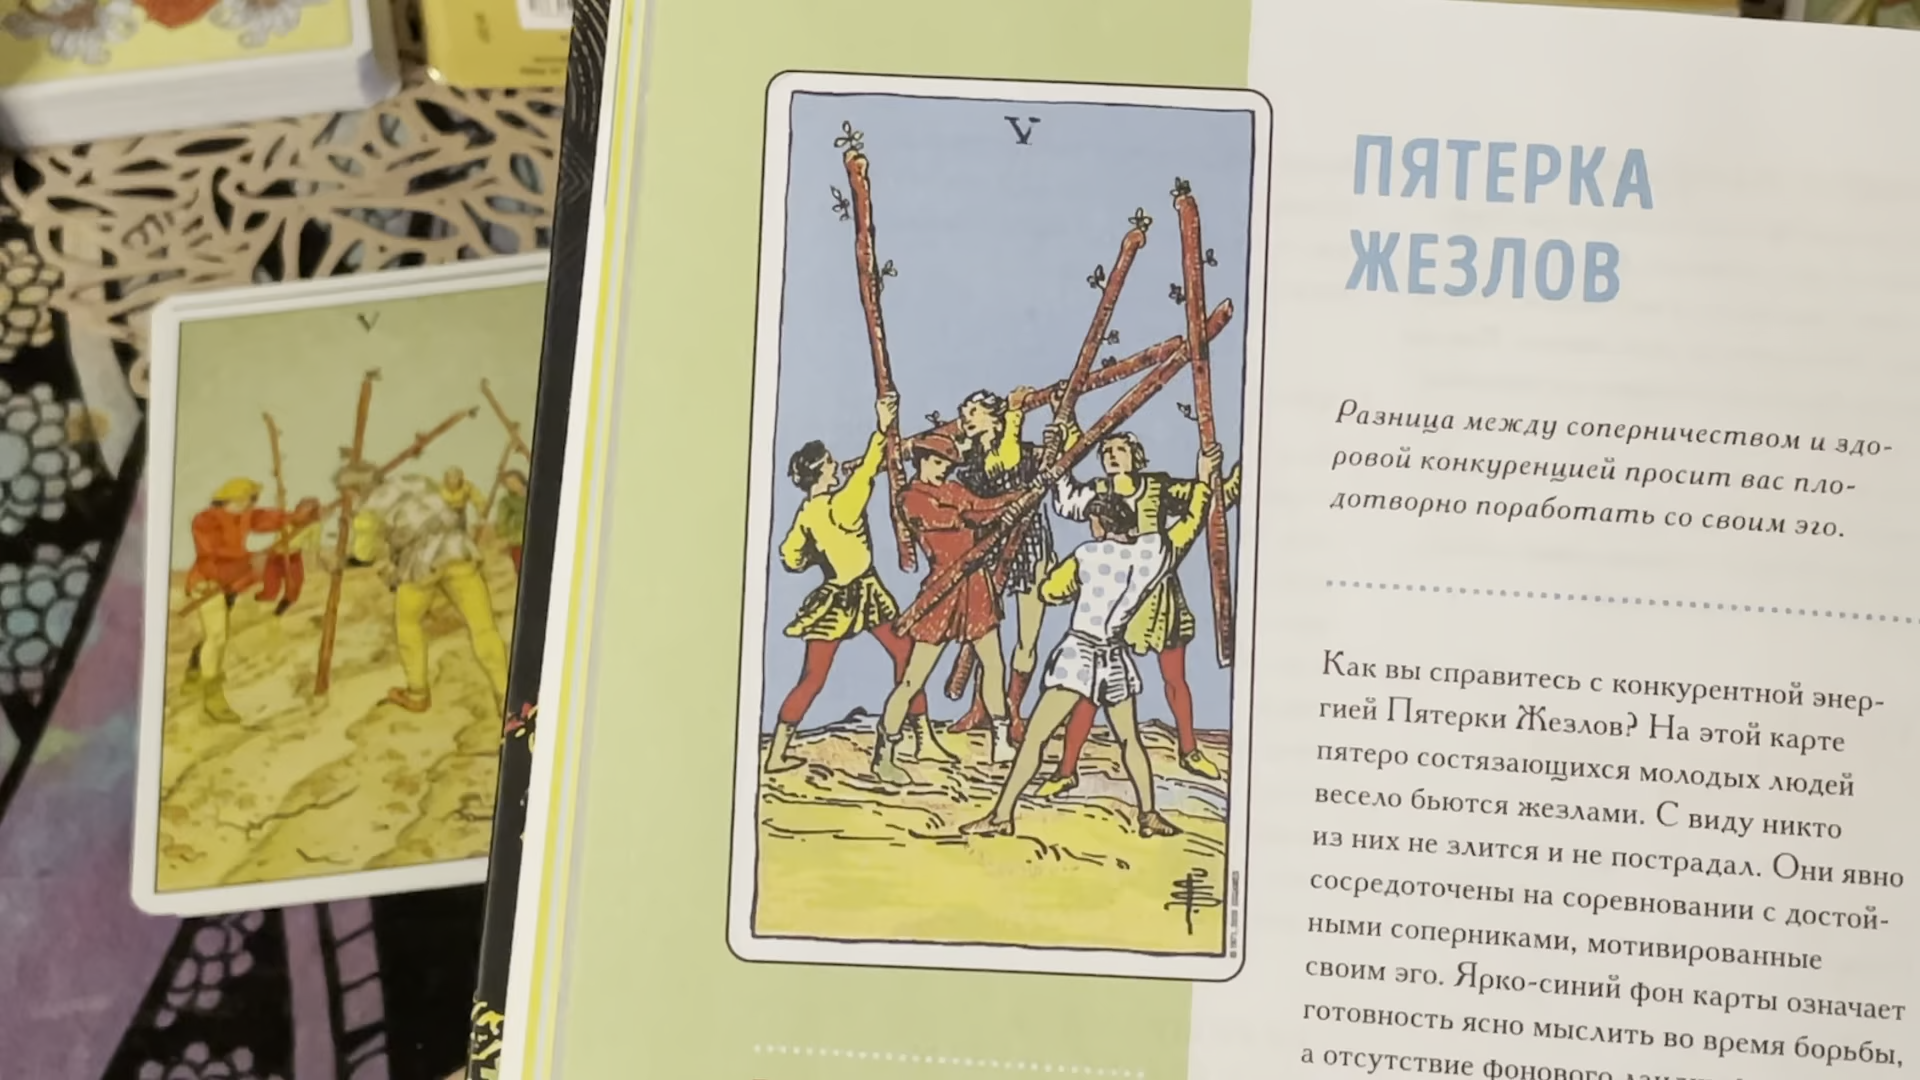 V
V
ПЯТЕРКА
ЖЕЗЛОВ
Разница между соперничеством и здо-
ровой конкуренцией просит вас пло-
дотворно поработать со своим эго.
Как вы справитесь с конкурентной энер-
гией Пятерки Жезлов? На этой карте
пятеро состязающихся молодых людей
весело бьются жезлами. С виду никто
из них не злится и не пострадал. Они явно
сосредоточены на соревновании с достой-
ными соперниками, мотивированные
своим эго. Ярко-синий фон карты означает
готовность ясно мыслить во время борьбы,
а отсутствие фонового